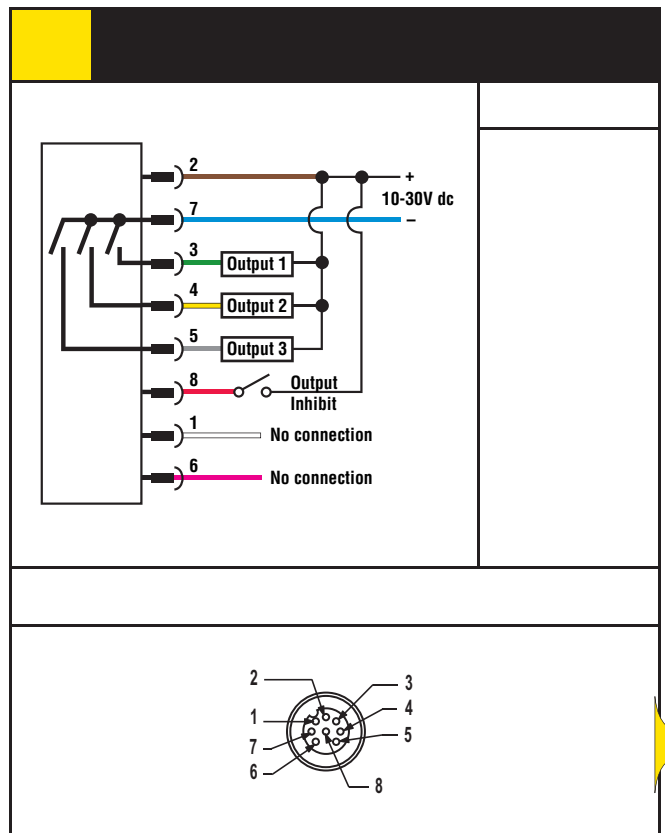 2
+
10-30V dc
7
–
3
Output 1
4
Output 2
5
Output 3
8
Output
Inhibit
1
No connection
6
No connection
2
3
1
4
7
5
6
8